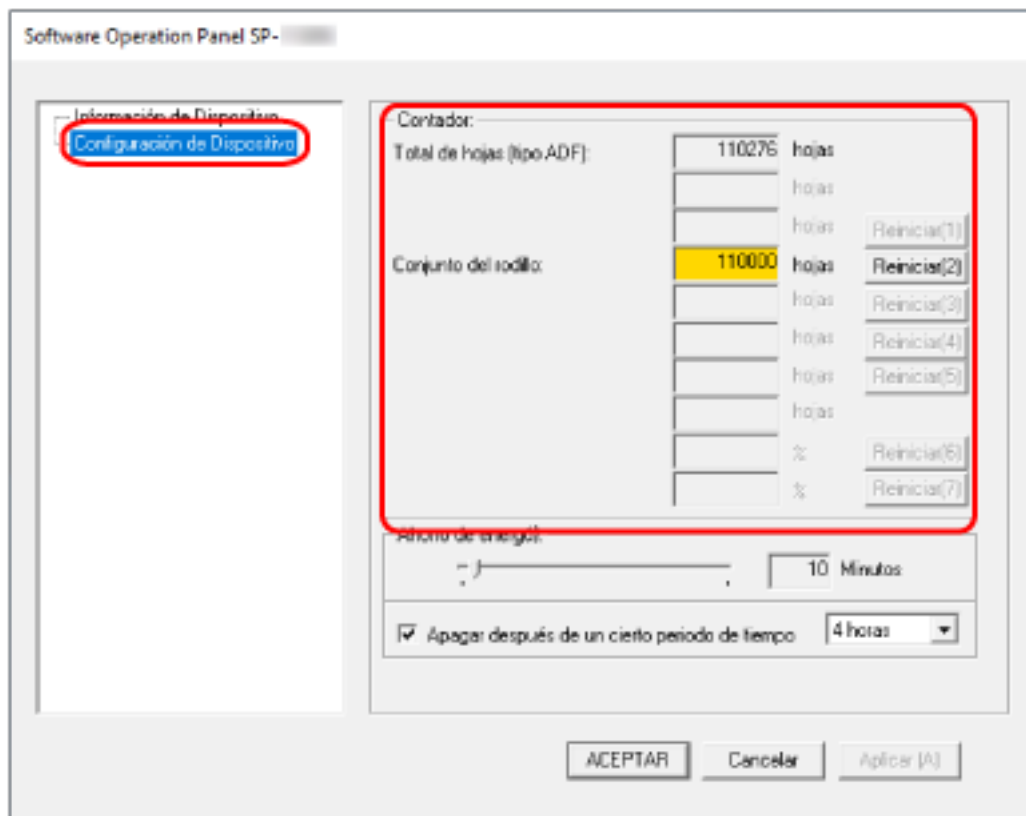 Software Operation Panel SP-
Información de Dispositivo
Configuración de Dispositivo
Contador:
Total de hojas (tipo ADF): 110276 hojas
hojas
hojas Reiniciar(1)
Conjunto del rodillo: 110000 hojas Reiniciar(2)
hojas Reiniciar(3)
hojas Reiniciar(4)
hojas Reiniciar(5)
hojas
% Reiniciar(6)
% Reiniciar(7)
Ahorro de
10 Minutos
Apagar después de un cierto periodo de tiempo 4 horas
ACEPTAR Cancelar Aplicar (A)